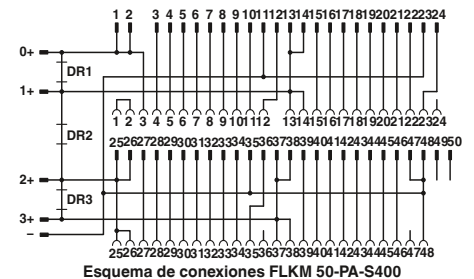 1 2 3 4 5 6 7 8 9 10 11 12 13 14 15 16 17 18 19 20 21 22 23 24
0+
DR1
1+
1 2 3 4 5 6 7 8 9 10 11 12 13 14 15 16 17 18 19 20 21 22 23 24
DR2
25 26 27 28 29 30 31 32 33 34 35 36 37 38 39 40 41 42 43 44 45 46 47 48 49 50
2+
DR3
3+
–
25 26 27 28 29 30 31 32 33 34 35 36 37 38 39 40 41 42 43 44 45 46 47 48
Esquema de conexiones FLKM 50-PA-S400